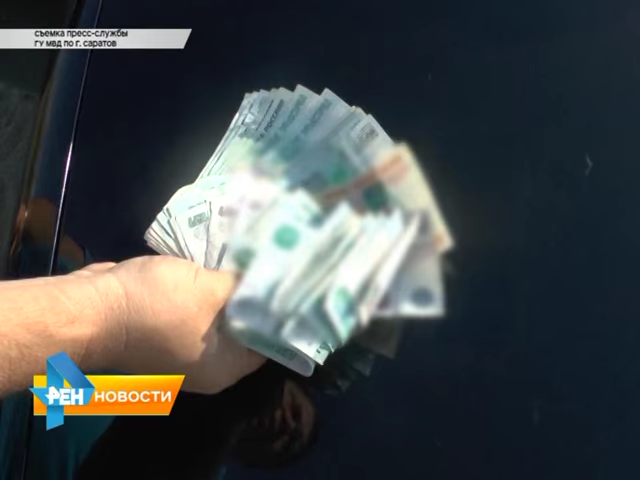 съемка пресс-службы
гу мвд по г. саратов
РЕН НОВОСТИ